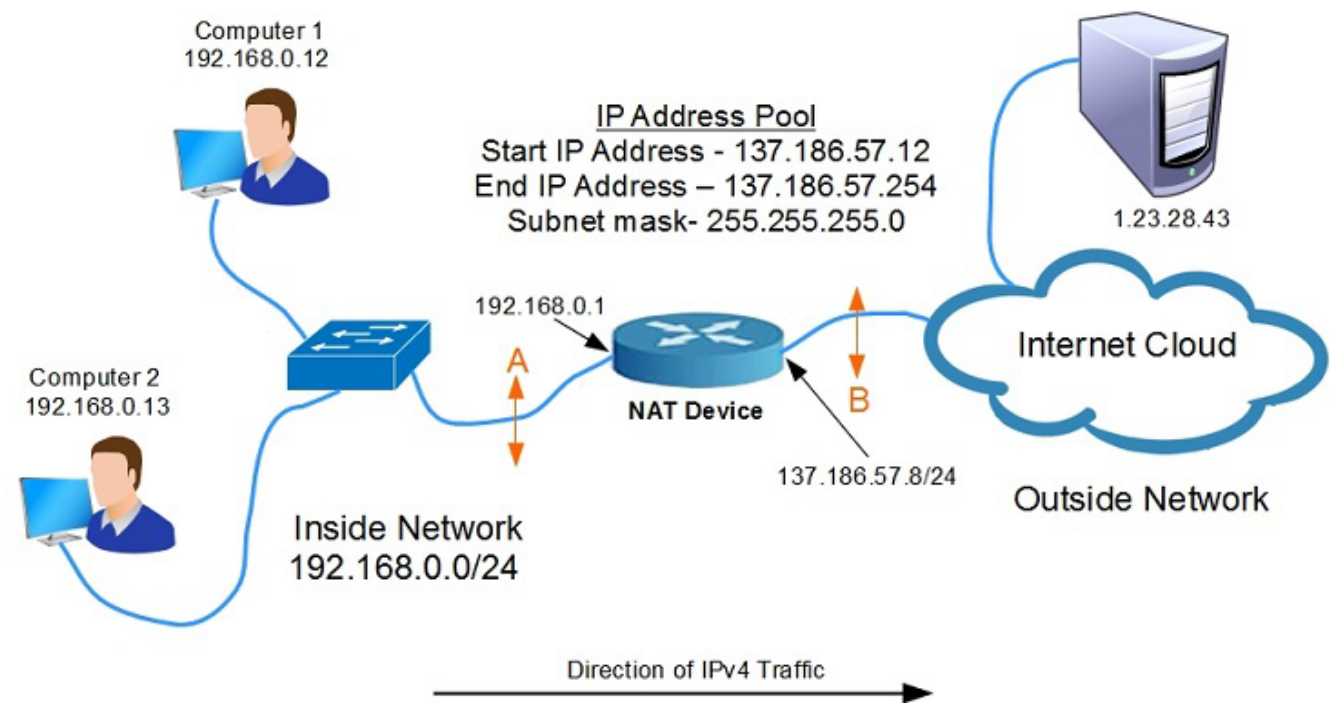 Computer 1
192.168.0.12
IP Address Pool
Start IP Address - 137.186.57.12
End IP Address – 137.186.57.254
Subnet mask- 255.255.255.0
1.23.28.43
192.168.0.1
Internet Cloud
A
B
NAT Device
Computer 2
192.168.0.13
137.186.57.8/24
Outside Network
Inside Network
192.168.0.0/24
Direction of IPv4 Traffic